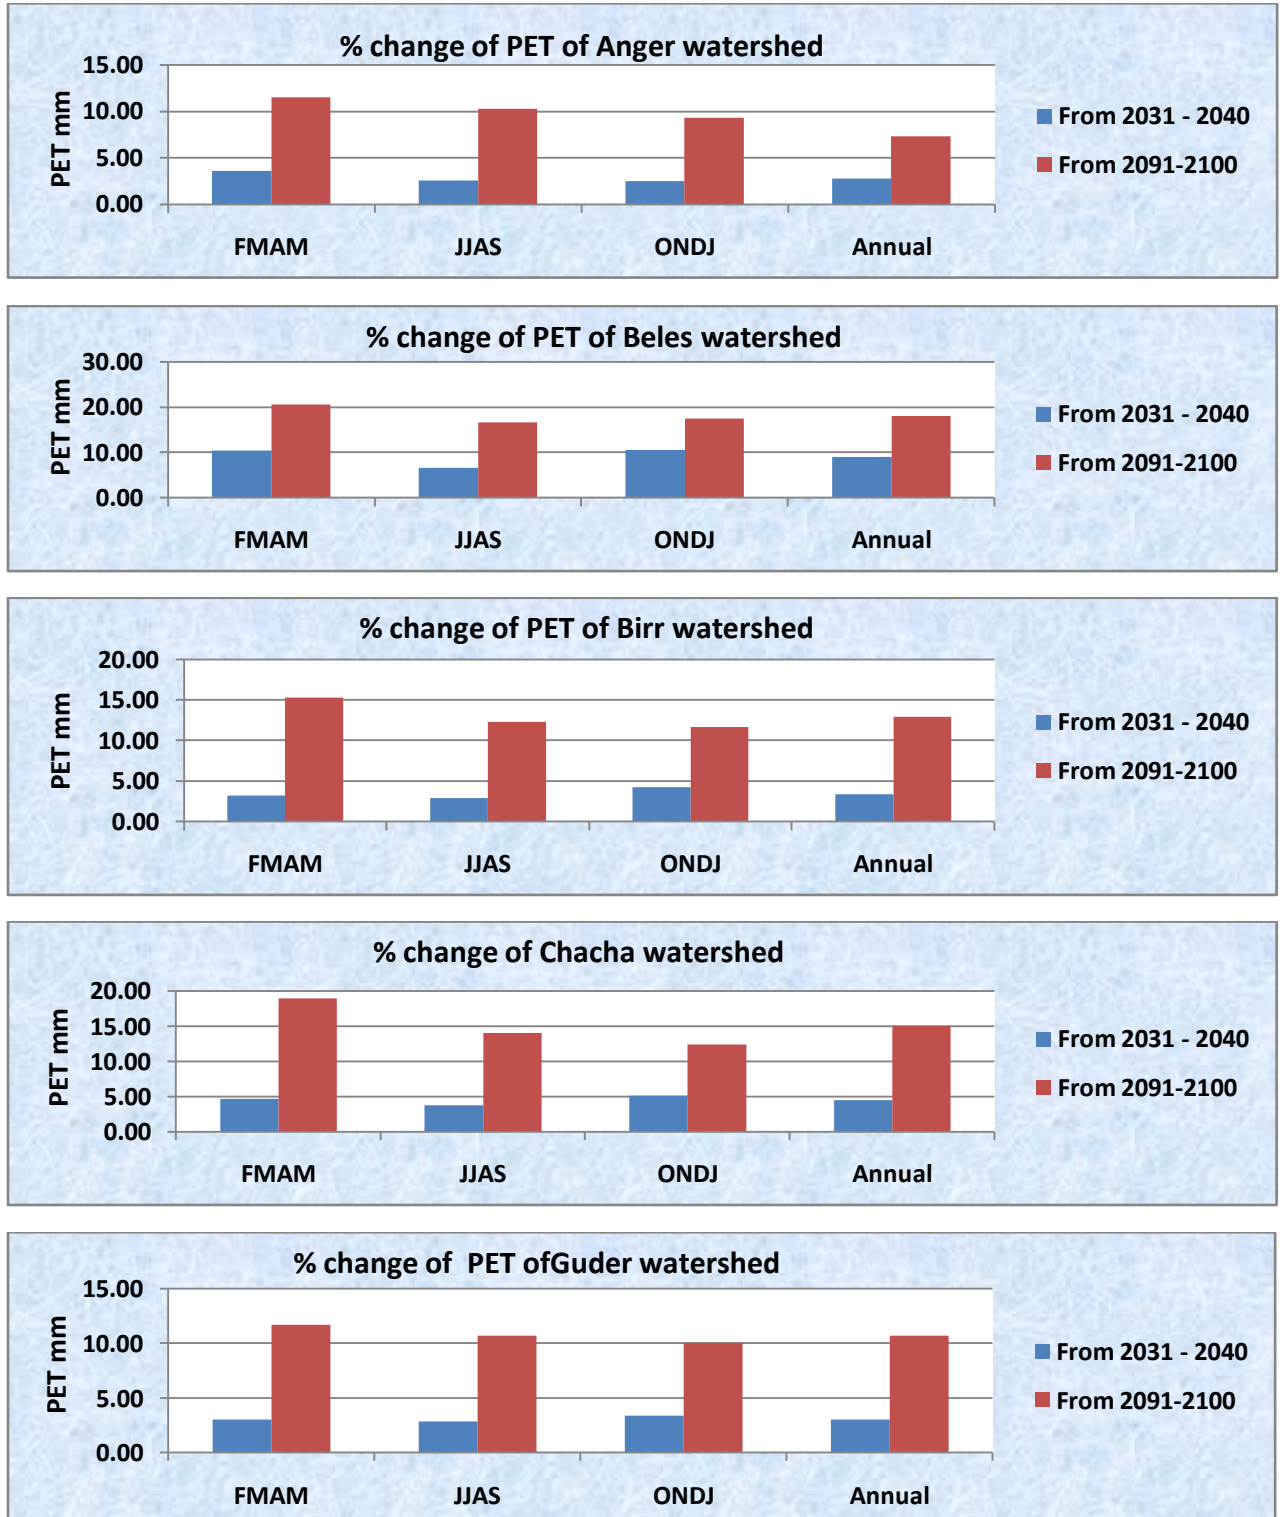 % change of PET of Anger watershed
PET mm
15.00
10.00
5.00
0.00
FMAM JJAS ONDJ Annual
From 2031 - 2040
From 2091-2100
% change of PET of Beles watershed
PET mm
30.00
20.00
10.00
0.00
FMAM JJAS ONDJ Annual
From 2031 - 2040
From 2091-2100
% change of PET of Birr watershed
PET mm
20.00
15.00
10.00
5.00
0.00
FMAM JJAS ONDJ Annual
From 2031 - 2040
From 2091-2100
% change of Chacha watershed
PET mm
20.00
15.00
10.00
5.00
0.00
FMAM JJAS ONDJ Annual
From 2031 - 2040
From 2091-2100
% change of  PET ofGuder watershed
PET mm
15.00
10.00
5.00
0.00
FMAM JJAS ONDJ Annual
From 2031 - 2040
From 2091-2100